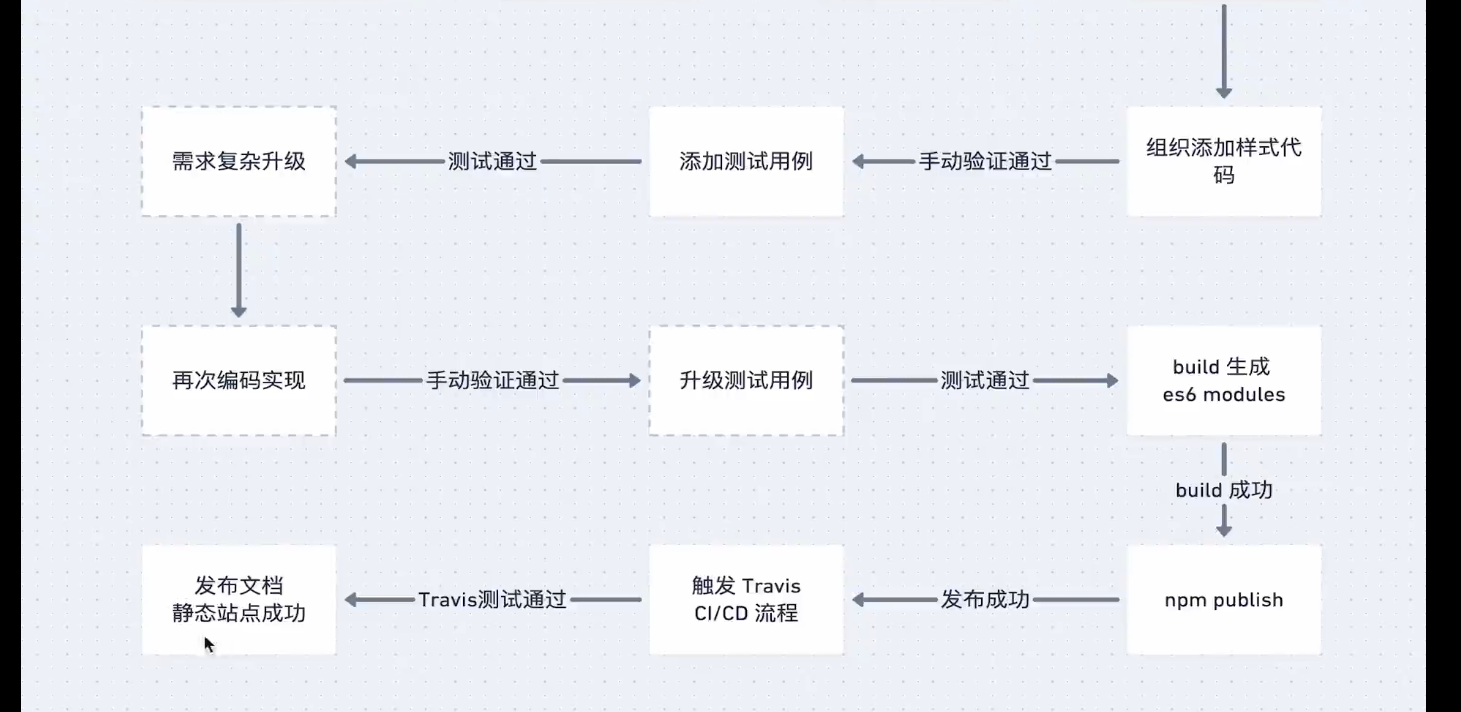 需求复杂升级
测试通过
添加测试用例
手动验证通过
组织添加样式代
码
再次编码实现
手动验证通过
升级测试用例
测试通过
build 生成
es6 modules
build 成功
发布文档
静态站点成功
Travis测试通过
触发 Travis
CI/CD 流程
发布成功
npm publish